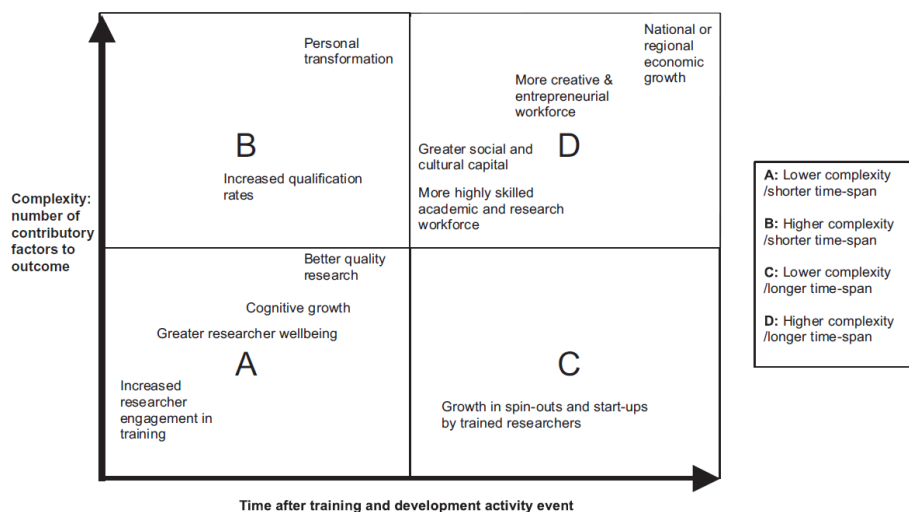 Personal
transformation
National or
regional
economic
growth
More creative &
entrepreneurial
workforce
B
D
Greater social and
cultural capital
Increased qualification
rates
More highly skilled
academic and research
workforce
Complexity:
number of
contributory
factors to
outcome
A: Lower complexity
/shorter time-span
B: Higher complexity
/shorter time-span
C: Lower complexity
/longer time-span
D: Higher complexity
/longer time-span
Better quality
research
Cognitive growth
Greater researcher wellbeing
A
C
Increased
researcher
engagement in
training
Growth in spin-outs and start-ups
by trained researchers
Time after training and development activity event